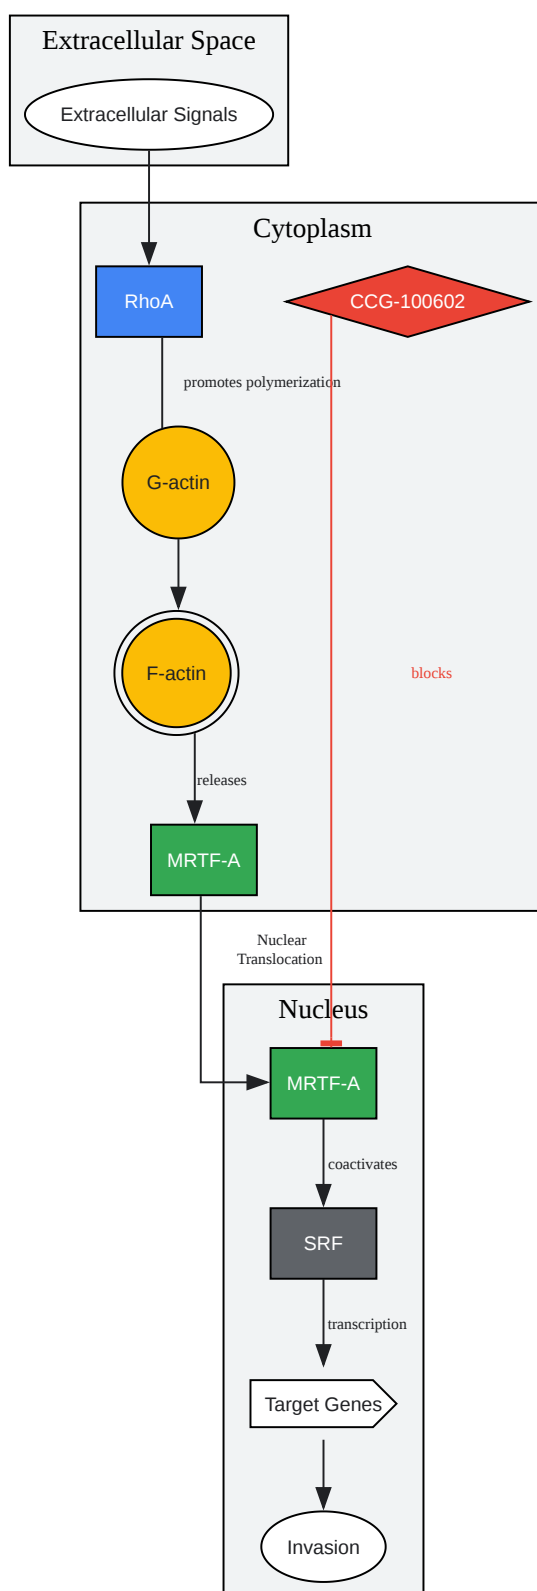 Extracellular Space
Extracellular Signals
Cytoplasm
RhoA
CCG-100602
promotes polymerization
G-actin
F-actin
blocks
releases
MRTF-A
Nuclear
Translocation
Nucleus
MRTF-A
coactivates
SRF
transcription
Target Genes
Invasion